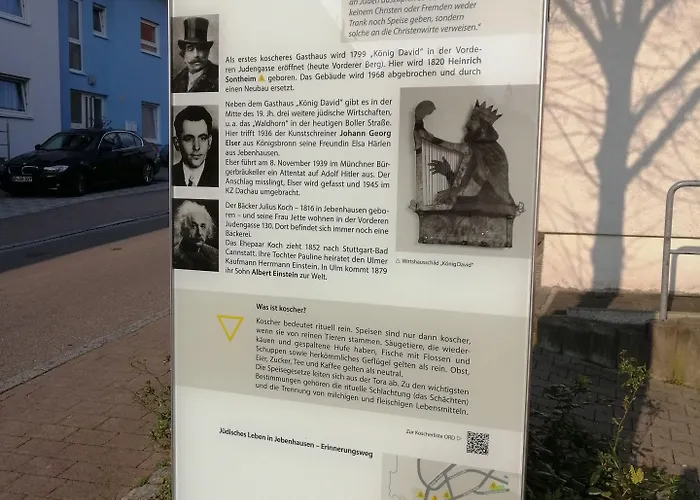 an Juden auszuschenken
keinem Christen oder Fremden weder
Trank noch Speise geben, sondern
solche an die Christenwirte verweisen."
Als erstes koscheres Gasthaus wird 1799 „König David" in der Vorde-
ren Judengasse eröffnet (heute Vorderer Berg). Hier wird 1820 Heinrich
Sontheim geboren. Das Gebäude wird 1968 abgebrochen und durch
einen Neubau ersetzt.
Neben dem Gasthaus „König David" gibt es in der
Mitte des 19. Jh. drei weitere jüdische Wirtschaften,
u. a. das „Waldhorn" in der heutigen Boller Straße.
Hier trifft 1936 der Kunstschreiner Johann Georg
Elser aus Königsbronn seine Freundin Elsa Härlen
aus Jebenhausen.
Elser führt am 8. November 1939 im Münchner Bür-
gerbräukeller ein Attentat auf Adolf Hitler aus. Der
Anschlag misslingt, Elser wird gefasst und 1945 im
KZ Dachau umgebracht.
Der Bäcker Julius Koch – 1816 in Jebenhausen gebo-
ren – und seine Frau Jette wohnen in der Vorderen
Judengasse 130. Dort befindet sich immer noch eine
Bäckerei.
Das Ehepaar Koch zieht 1852 nach Stuttgart-Bad
Cannstatt. Ihre Tochter Pauline heiratet den Ulmer
Kaufmann Herrmann Einstein. In Ulm kommt 1879
ihr Sohn Albert Einstein zur Welt.
△ Wirtshausschild „König David"
Was ist koscher?
Koscher bedeutet rituell rein. Speisen sind nur dann koscher,
wenn sie von reinen Tieren stammen. Säugetiere, die wieder-
käuen und gespaltene Hufe haben, Fische mit Flossen und
Schuppen sowie herkömmliches Geflügel gelten als rein. Obst,
Eier, Zucker, Tee und Kaffee gelten als neutral.
Die Speisegesetze leiten sich aus der Tora ab. Zu den wichtigsten
Bestimmungen gehören die rituelle Schlachtung (das Schächten)
und die Trennung von milchigen und fleischigen Lebensmitteln.
Zur Koscherliste ORD ▷
Jüdisches Leben in Jebenhausen – Erinnerungsweg